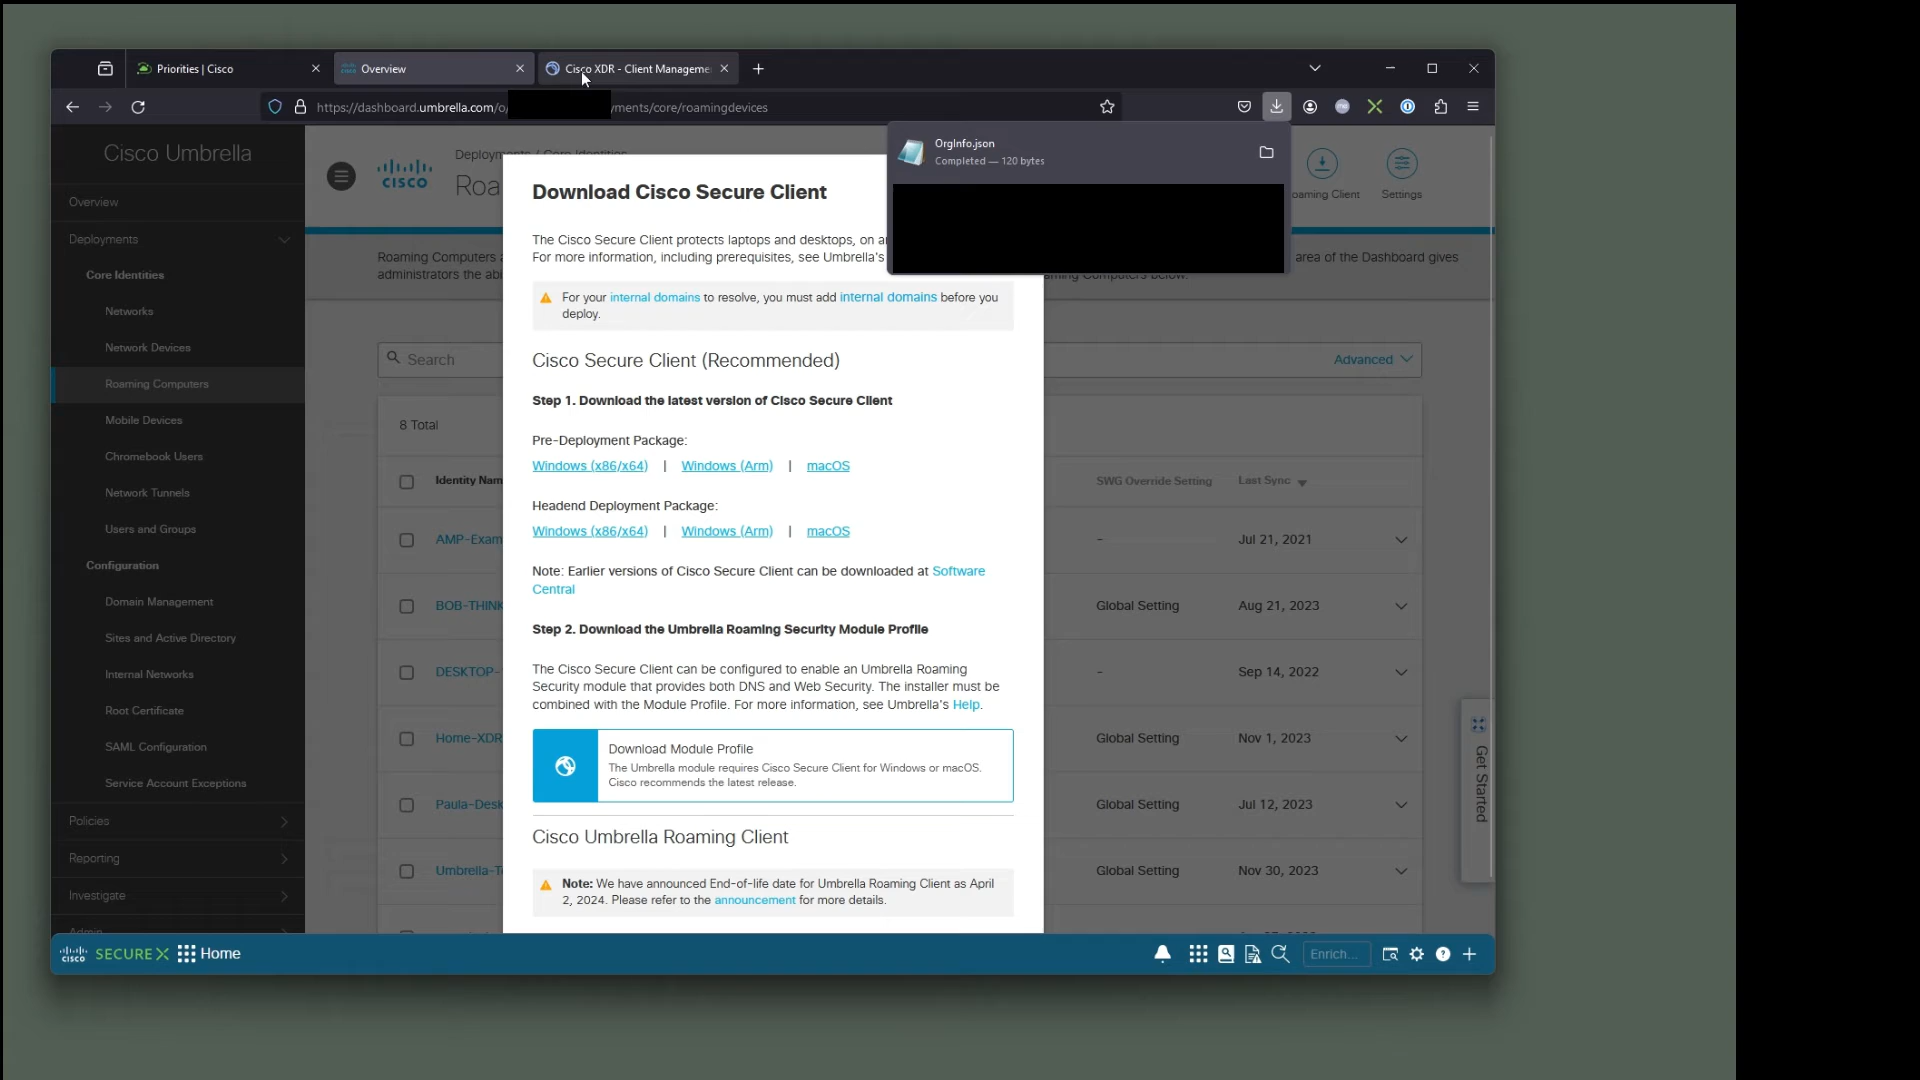 Priorities | Cisco
Overview
Cisco XDR - Client Manageme
https://dashboard.umbrella.com/o/
ments/core/roamingdevices
OrgInfo.json
Completed — 120 bytes
Cisco Umbrella
Overview
Deployments
Core Identities
Networks
Network Devices
Roaming Computers
Mobile Devices
Chromebook Users
Network Tunnels
Users and Groups
Configuration
Domain Management
Sites and Active Directory
Internal Networks
Root Certificate
SAML Configuration
Service Account Exceptions
Policies
Reporting
Investigate
Admin
CISCO
Deployments / Core Identities
Roa
oaming Client
Settings
Roaming Computers a
area of the Dashboard gives
administrators the abi
ming Computers below.
Search
Advanced
8 Total
Identity Nam
SWG Override Setting
Last Sync
AMP-Exam
-
Jul 21, 2021
BOB-THINK
Global Setting
Aug 21, 2023
DESKTOP-
-
Sep 14, 2022
Home-XDR
Global Setting
Nov 1, 2023
Paula-Desk
Global Setting
Jul 12, 2023
Umbrella-Te
Global Setting
Nov 30, 2023
Get Started
Download Cisco Secure Client
The Cisco Secure Client protects laptops and desktops, on a
For more information, including prerequisites, see Umbrella's
For your internal domains to resolve, you must add internal domains before you
deploy.
Cisco Secure Client (Recommended)
Step 1. Download the latest version of Cisco Secure Client
Pre-Deployment Package:
Windows (x86/x64) | Windows (Arm) | macOS
Headend Deployment Package:
Windows (x86/x64) | Windows (Arm) | macOS
Note: Earlier versions of Cisco Secure Client can be downloaded at Software
Central
Step 2. Download the Umbrella Roaming Security Module Profile
The Cisco Secure Client can be configured to enable an Umbrella Roaming
Security module that provides both DNS and Web Security. The installer must be
combined with the Module Profile. For more information, see Umbrella's Help.
Download Module Profile
The Umbrella module requires Cisco Secure Client for Windows or macOS.
Cisco recommends the latest release.
Cisco Umbrella Roaming Client
Note: We have announced End-of-life date for Umbrella Roaming Client as April
2, 2024. Please refer to the announcement for more details.
CISCO SECUREX Home
Enrich...